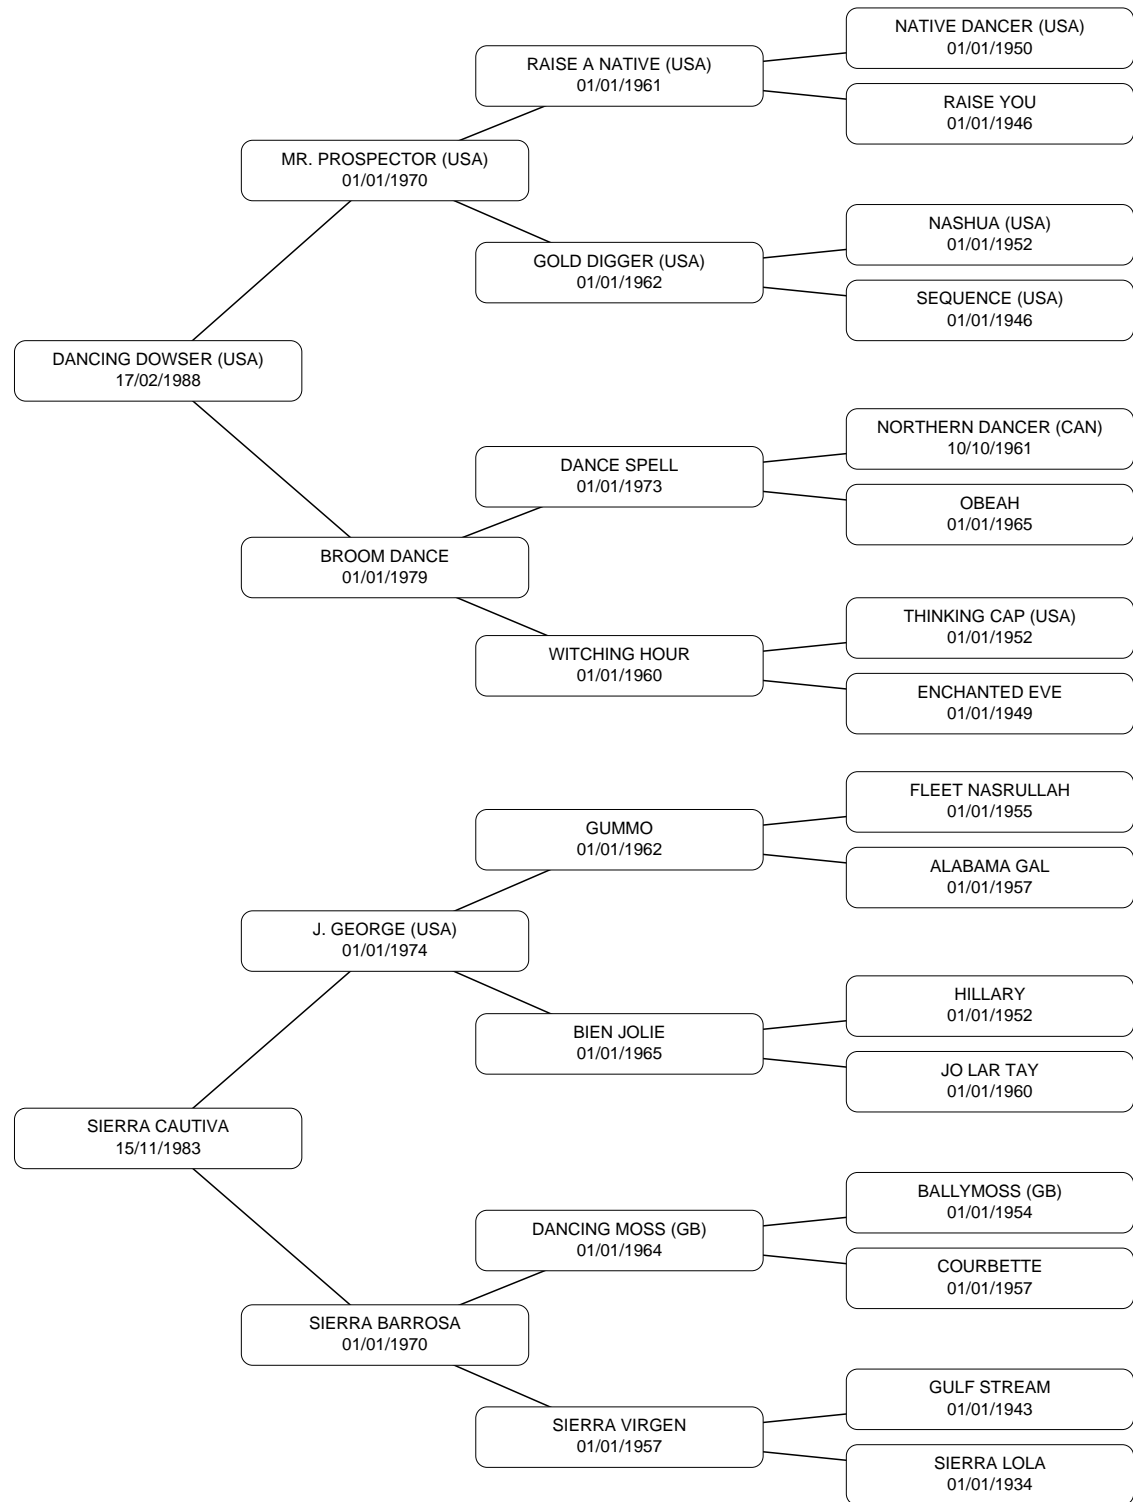 NATIVE DANCER (USA)
01/01/1950
RAISE A NATIVE (USA)
01/01/1961
RAISE YOU
01/01/1946
MR. PROSPECTOR (USA)
01/01/1970
NASHUA (USA)
01/01/1952
GOLD DIGGER (USA)
01/01/1962
SEQUENCE (USA)
01/01/1946
DANCING DOWSER (USA)
17/02/1988
NORTHERN DANCER (CAN)
10/10/1961
DANCE SPELL
01/01/1973
OBEAH
01/01/1965
BROOM DANCE
01/01/1979
THINKING CAP (USA)
01/01/1952
WITCHING HOUR
01/01/1960
ENCHANTED EVE
01/01/1949
FLEET NASRULLAH
01/01/1955
GUMMO
01/01/1962
ALABAMA GAL
01/01/1957
J. GEORGE (USA)
01/01/1974
HILLARY
01/01/1952
BIEN JOLIE
01/01/1965
JO LAR TAY
01/01/1960
SIERRA CAUTIVA
15/11/1983
BALLYMOSS (GB)
01/01/1954
DANCING MOSS (GB)
01/01/1964
COURBETTE
01/01/1957
SIERRA BARROSA
01/01/1970
GULF STREAM
01/01/1943
SIERRA VIRGEN
01/01/1957
SIERRA LOLA
01/01/1934